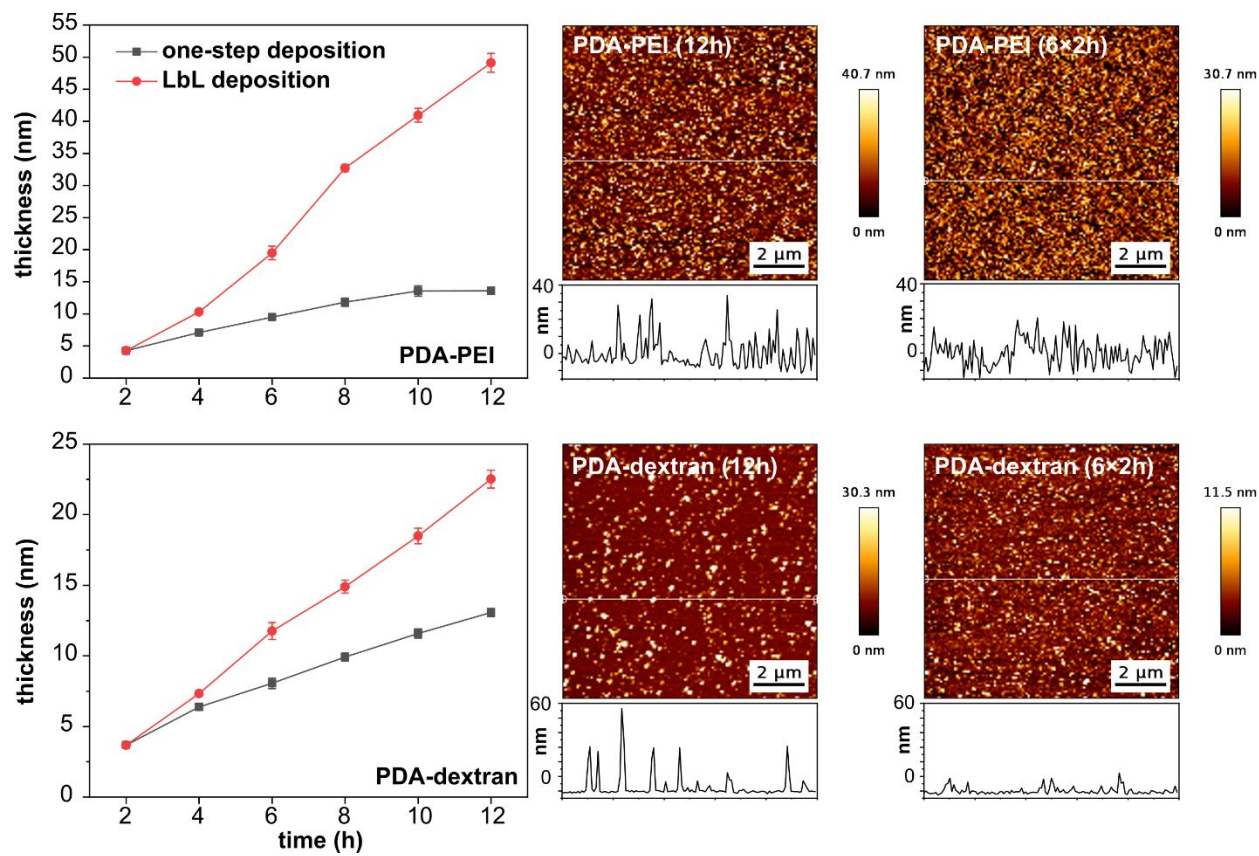 55
50
45
40
35
30
25
20
15
10
5
0
thickness (nm)
one-step deposition
LbL deposition
PDA-PEI
2 4 6 8 10 12
PDA-PEI (12h)
2 μm
40.7 nm
0 nm
40
0
nm
PDA-PEI (6×2h)
2 μm
30.7 nm
0 nm
40
0
nm
25
20
15
10
5
0
thickness (nm)
PDA-dextran
2 4 6 8 10 12
time (h)
PDA-dextran (12h)
2 μm
30.3 nm
0 nm
60
0
nm
PDA-dextran (6×2h)
2 μm
11.5 nm
0 nm
60
0
nm